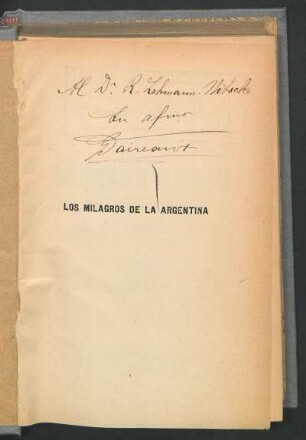 Al Dr. R. Lehmann-Nitsche
su afmo
Daireaux
LOS MILAGROS DE LA ARGENTINA